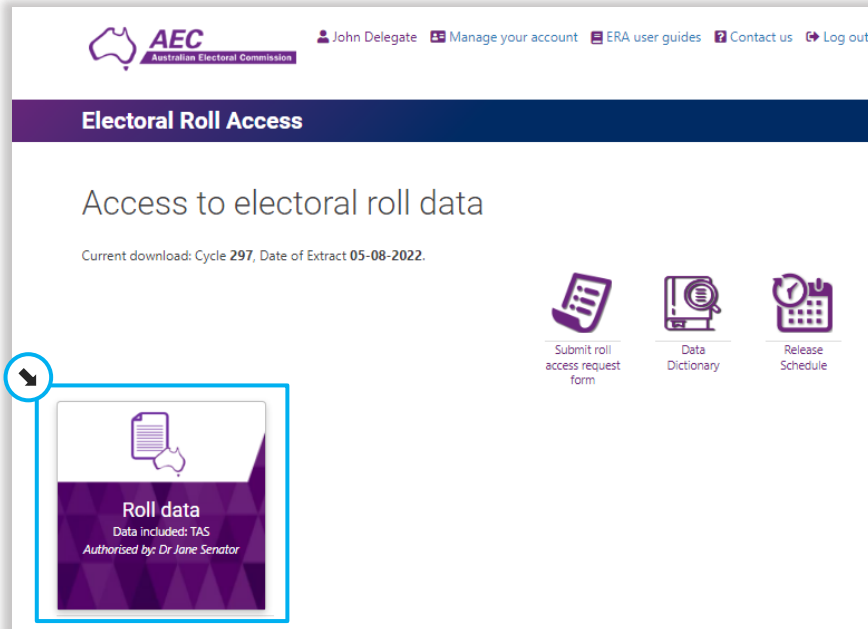 AEC
Australian Electoral Commission
John Delegate Manage your account ERA user guides Contact us Log out
Electoral Roll Access
Access to electoral roll data
Current download: Cycle 297, Date of Extract 05-08-2022.
Submit roll
access request
form
Data
Dictionary
Release
Schedule
Roll data
Data included: TAS
Authorised by: Dr Jane Senator